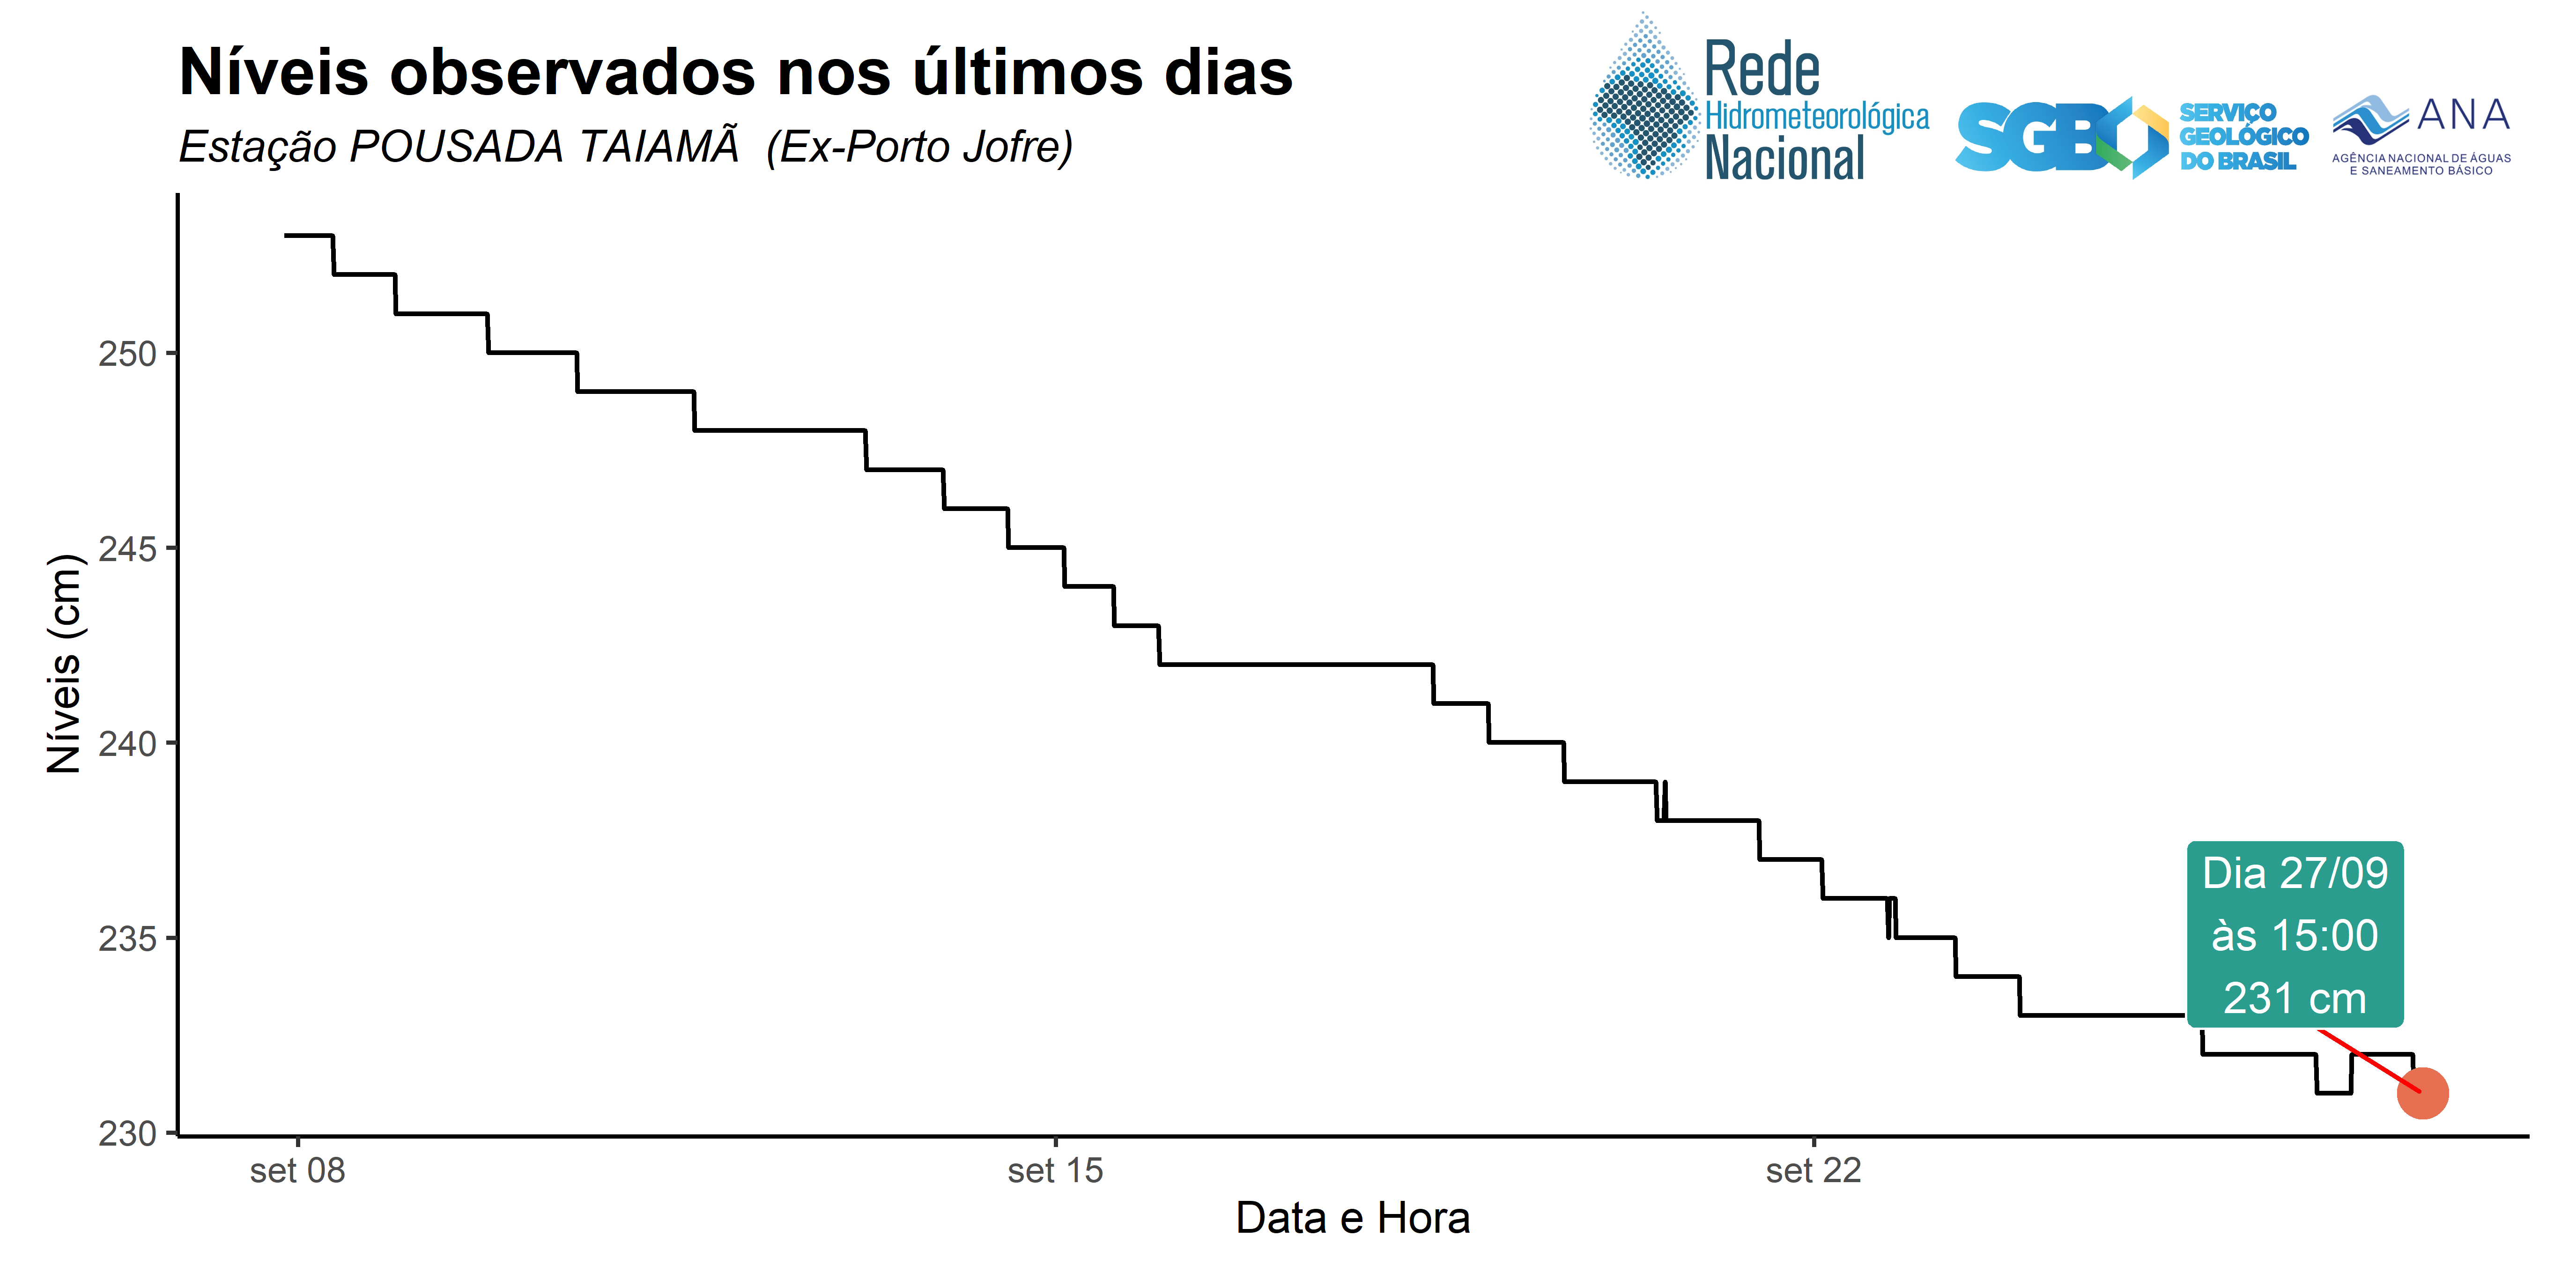 Níveis observados nos últimos dias
Estação POUSADA TAIAMÃ  (Ex-Porto Jofre)
Rede
Hidrometeorológica
Nacional
SGB
SERVIÇO
GEOLÓGICO
DO BRASIL
ANA
AGÊNCIA NACIONAL DE ÁGUAS
E SANEAMENTO BÁSICO
Níveis (cm)
250
245
240
235
230
Dia 27/09
às 15:00
231 cm
set 08
set 15
set 22
Data e Hora